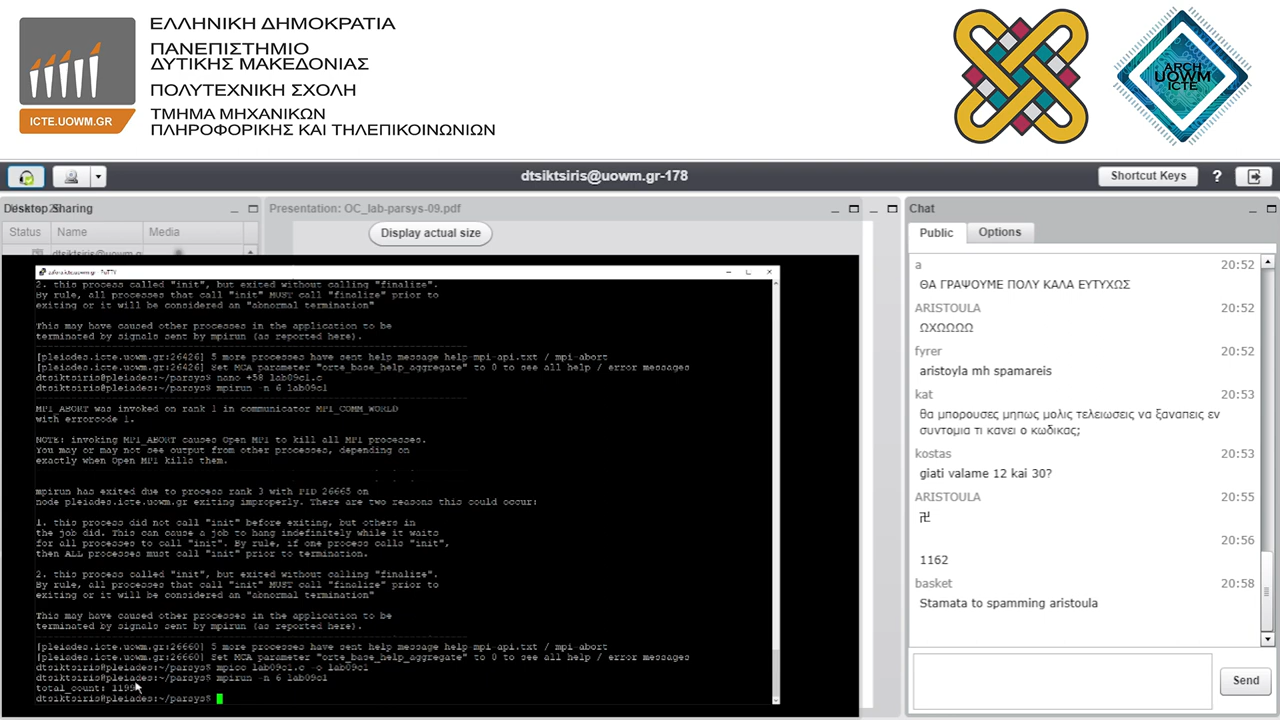 ΕΛΛΗΝΙΚΗ ΔΗΜΟΚΡΑΤΙΑ
ΠΑΝΕΠΙΣΤΗΜΙΟ
ΔΥΤΙΚΗΣ ΜΑΚΕΔΟΝΙΑΣ
ΠΟΛΥΤΕΧΝΙΚΗ ΣΧΟΛΗ
ΤΜΗΜΑ ΜΗΧΑΝΙΚΩΝ
ΠΛΗΡΟΦΟΡΙΚΗΣ ΚΑΙ ΤΗΛΕΠΙΚΟΙΝΩΝΙΩΝ
ICTE.UOWM.GR
ARCH
UOWM
ICTE
dtsiktsiris@uowm.gr-178
Shortcut Keys
?
Desktop Sharing
Presentation: OC_lab-parsys-09.pdf
Status Name Media
Display actual size
dtsiktsiris@uowm.gr
2. this process called "init", but exited without calling "finalize".
By rule, all processes that call "init" MUST call "finalize" prior to
exiting or it will be considered an "abnormal termination"
This may have caused other processes in the application to be
terminated by signals sent by mpirun (as reported here).
[pleiades.icte.uowm.gr:26426] 5 more processes have sent help message help-mpi-api.txt / mpi-abort
[pleiades.icte.uowm.gr:26426] Set MCA parameter "orte_base_help_aggregate" to 0 to see all help / error messages
dtsiktsiris@pleiades:~/parsys$ nano +58 lab09c1.c
dtsiktsiris@pleiades:~/parsys$ mpirun -n 6 lab09c1
MPI_ABORT was invoked on rank 1 in communicator MPI_COMM_WORLD
with errorcode 1.
NOTE: invoking MPI_ABORT causes Open MPI to kill all MPI processes.
You may or may not see output from other processes, depending on
exactly when Open MPI kills them.
mpirun has exited due to process rank 3 with PID 26665 on
node pleiades.icte.uowm.gr exiting improperly. There are two reasons this could occur:
1. this process did not call "init" before exiting, but others in
the job did. This can cause a job to hang indefinitely while it waits
for all processes to call "init". By rule, if one process calls "init",
then ALL processes must call "init" prior to termination.
2. this process called "init", but exited without calling "finalize".
By rule, all processes that call "init" MUST call "finalize" prior to
exiting or it will be considered an "abnormal termination"
This may have caused other processes in the application to be
terminated by signals sent by mpirun (as reported here).
[pleiades.icte.uowm.gr:26660] 5 more processes have sent help message help-mpi-api.txt / mpi-abort
[pleiades.icte.uowm.gr:26660] Set MCA parameter "orte_base_help_aggregate" to 0 to see all help / error messages
dtsiktsiris@pleiades:~/parsys$ mpicc lab09c1.c -o lab09c1
dtsiktsiris@pleiades:~/parsys$ mpirun -n 6 lab09c1
total_count:
dtsiktsiris@pleiades:~/parsys$
Chat
Public Options
a 20:52
ΘΑ ΓΡΑΨΟΥΜΕ ΠΟΛΥ ΚΑΛΑ ΕΥΤΥΧΩΣ
ARISTOULA 20:52
ΩΧΩΩΩΩ
fyrer 20:52
aristoyla mh spamareis
kat 20:53
θα μπορουσες μηπως μολις τελειωσεις να ξαναπεις εν
συντομια τι κανει ο κωδικας;
kostas 20:53
giati valame 12 kai 30?
ARISTOULA 20:55
卍
20:56
1162
basket 20:58
Stamata to spamming aristoula
Send